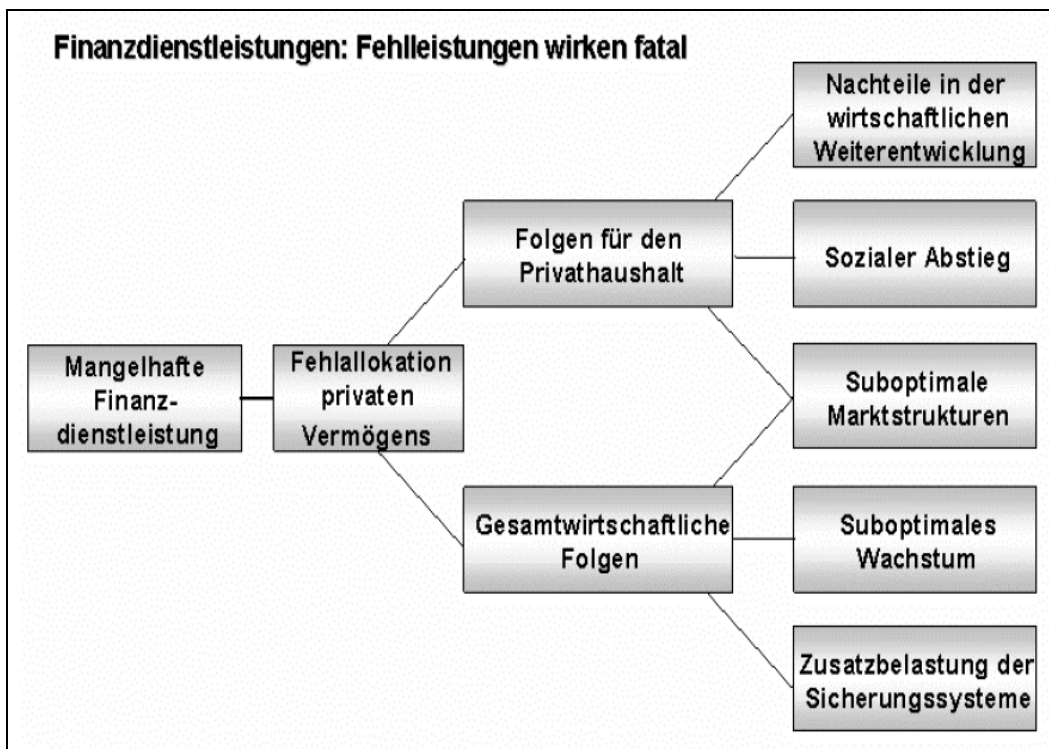 Finanzdienstleistungen: Fehlleistungen wirken fatal
Nachteile in der
wirtschaftlichen
Weiterentwicklung
Folgen für den
Privathaushalt
Sozialer Abstieg
Mangelhafte
Finanz-
dienstleistung
Fehlallokation
privaten
Vermögens
Suboptimale
Marktstrukturen
Gesamtwirtschaftliche
Folgen
Suboptimales
Wachstum
Zusatzbelastung der
Sicherungssysteme